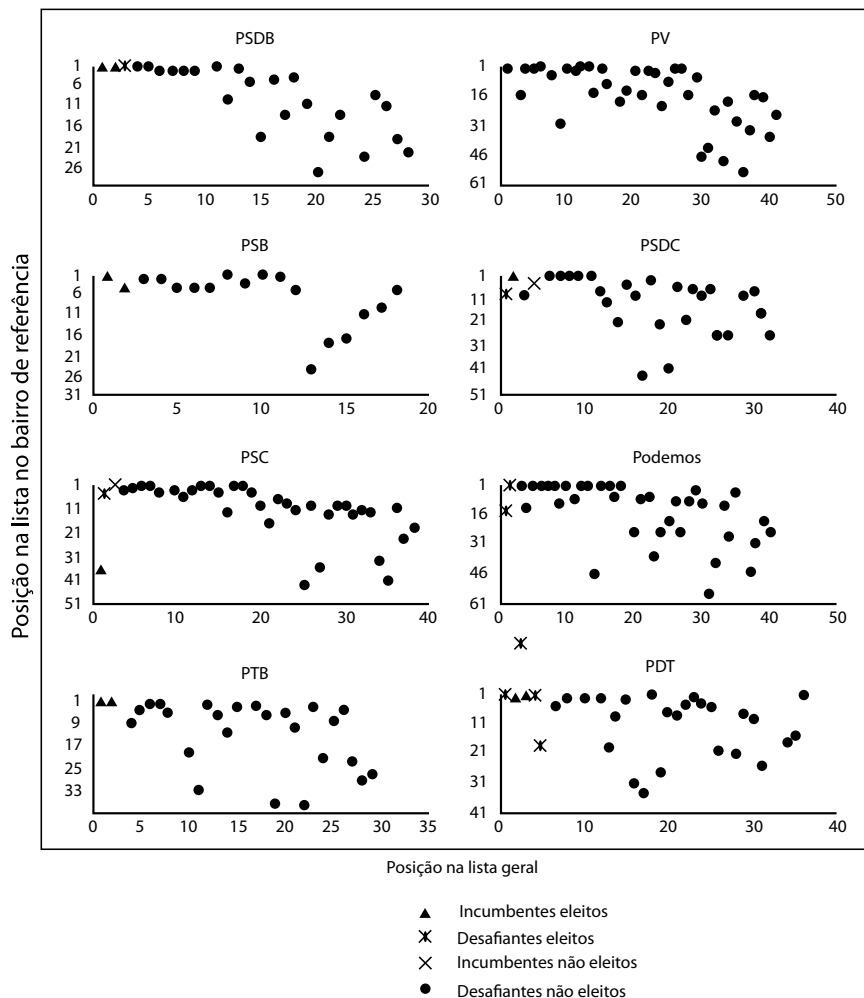 Posição na lista no bairro de referência
PSDB
1
6
11
16
21
26
0 5 10 15 20 25 30
PV
1
16
31
46
61
0 10 20 30 40 50
PSB
1
6
11
16
21
26
31
0 5 10 15 20
PSDC
1
11
21
31
41
51
0 10 20 30 40
PSC
1
11
21
31
41
51
0 10 20 30 40
Podemos
1
16
31
46
61
0 10 20 30 40 50
PTB
1
9
17
25
33
0 5 10 15 20 25 30 35
PDT
1
11
21
31
41
0 10 20 30 40
Posição na lista geral
Incumbentes eleitos
Desafiantes eleitos
Incumbentes não eleitos
Desafiantes não eleitos